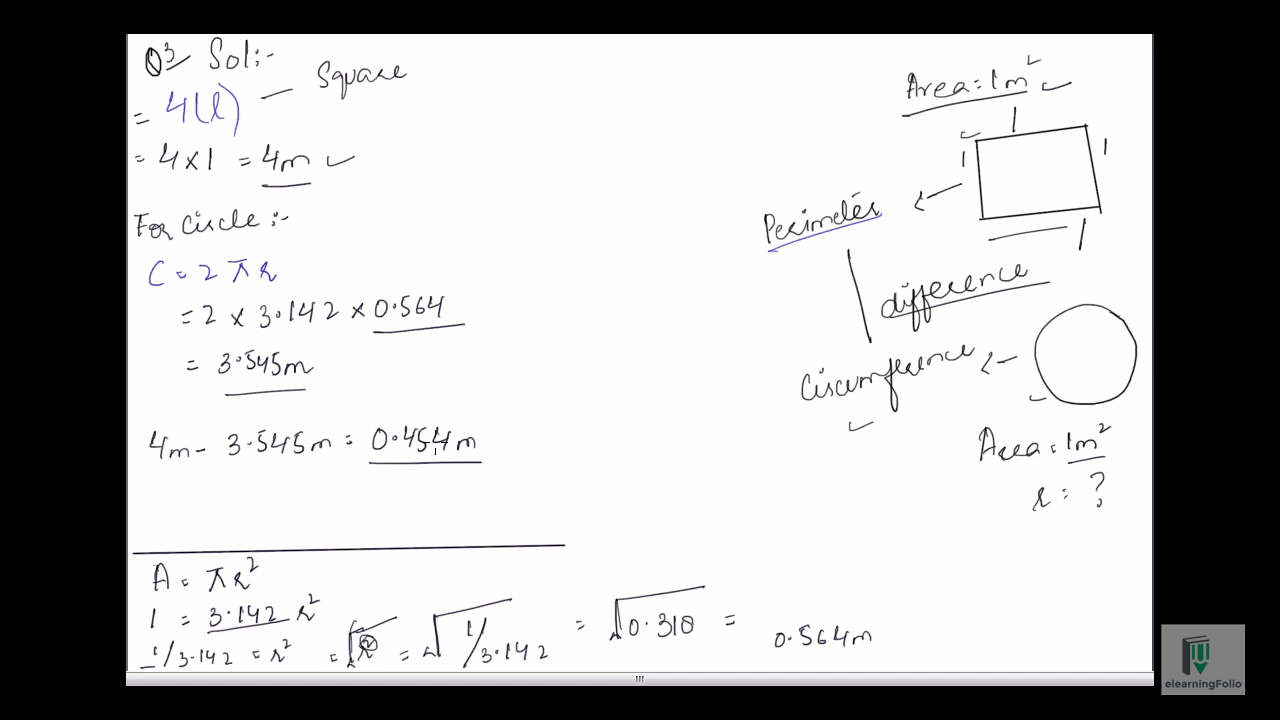 Q3 Sol:-
= 4(l) — Square
= 4×1 = 4m
For Circle :-
C = 2πr
= 2 × 3.142 × 0.564
= 3.545m
4m - 3.545m = 0.454m
A = πr²
1 = 3.142 r²
1/3.142 = r² = √r² = √1/3.142 = √0.318 = 0.564m
Area = 1m²
1
1 1
1
Perimeter
difference
Circumference
Area = 1m²
r = ?
elearningFolio